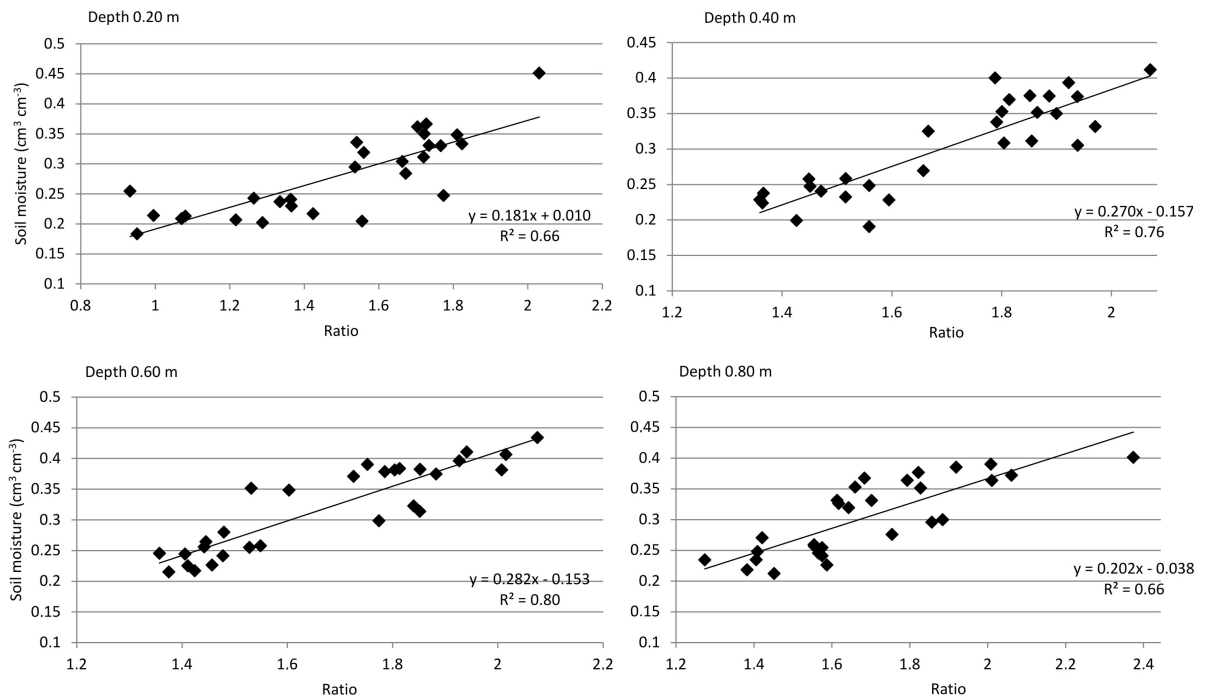 Depth 0.20 m
Soil moisture (cm³ cm⁻³)
0.5
0.45
0.4
0.35
0.3
0.25
0.2
0.15
0.1
y = 0.181x + 0.010
R² = 0.66
0.8 1 1.2 1.4 1.6 1.8 2 2.2
Ratio
Depth 0.40 m
0.45
0.4
0.35
0.3
0.25
0.2
0.15
0.1
y = 0.270x - 0.157
R² = 0.76
1.2 1.4 1.6 1.8 2
Ratio
Depth 0.60 m
Soil moisture (cm³ cm⁻³)
0.5
0.45
0.4
0.35
0.3
0.25
0.2
0.15
0.1
y = 0.282x - 0.153
R² = 0.80
1.2 1.4 1.6 1.8 2 2.2
Ratio
Depth 0.80 m
0.5
0.45
0.4
0.35
0.3
0.25
0.2
0.15
0.1
y = 0.202x - 0.038
R² = 0.66
1.2 1.4 1.6 1.8 2 2.2 2.4
Ratio